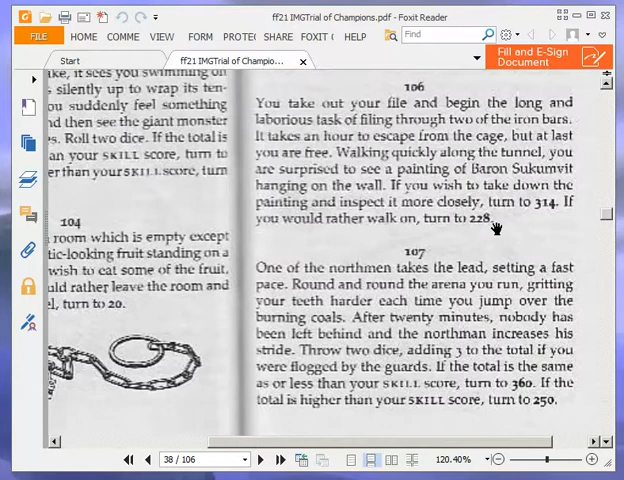 ff21 IMGTrial of Champions.pdf - Foxit Reader
FILE HOME COMME VIEW FORM PROTEC SHARE FOXIT C Find
Start ff21 IMGTrial of Champio...
Fill and E-Sign
Document
ke, it sees you swimming on
silently up to wrap its ten-
ou suddenly feel something
nd then see the giant monster
s. Roll two dice. If the total is
an your SKILL score, turn to
er than your SKILL score, turn
104
room which is empty except
tic-looking fruit standing on a
wish to eat some of the fruit,
uld rather leave the room and
l, turn to 20.
106
You take out your file and begin the long and
laborious task of filing through two of the iron bars.
It takes an hour to escape from the cage, but at last
you are free. Walking quickly along the tunnel, you
are surprised to see a painting of Baron Sukumvit
hanging on the wall. If you wish to take down the
painting and inspect it more closely, turn to 314. If
you would rather walk on, turn to 228.
107
One of the northmen takes the lead, setting a fast
pace. Round and round the arena you run, gritting
your teeth harder each time you jump over the
burning coals. After twenty minutes, nobody has
been left behind and the northman increases his
stride. Throw two dice, adding 3 to the total if you
were flogged by the guards. If the total is the same
as or less than your SKILL score, turn to 360. If the
total is higher than your SKILL score, turn to 250.
38 / 106 120.40%